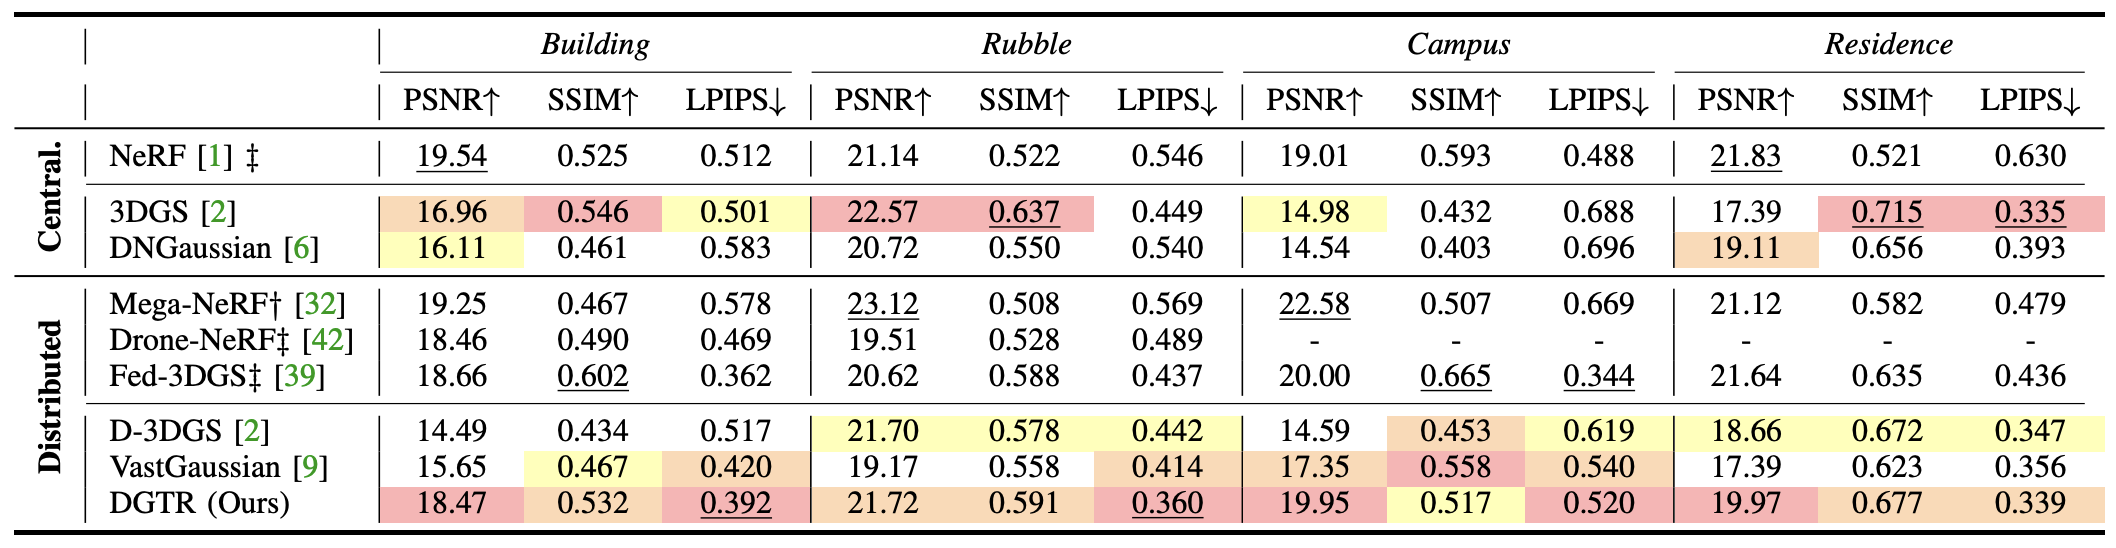 Building Rubble Campus Residence
PSNR↑ SSIM↑ LPIPS↓ PSNR↑ SSIM↑ LPIPS↓ PSNR↑ SSIM↑ LPIPS↓ PSNR↑ SSIM↑ LPIPS↓
Central.
NeRF [1] ‡ 19.54 0.525 0.512 21.14 0.522 0.546 19.01 0.593 0.488 21.83 0.521 0.630
3DGS [2] 16.96 0.546 0.501 22.57 0.637 0.449 14.98 0.432 0.688 17.39 0.715 0.335
DNGaussian [6] 16.11 0.461 0.583 20.72 0.550 0.540 14.54 0.403 0.696 19.11 0.656 0.393
Distributed
Mega-NeRF† [32] 19.25 0.467 0.578 23.12 0.508 0.569 22.58 0.507 0.669 21.12 0.582 0.479
Drone-NeRF‡ [42] 18.46 0.490 0.469 19.51 0.528 0.489 - - - - - -
Fed-3DGS‡ [39] 18.66 0.602 0.362 20.62 0.588 0.437 20.00 0.665 0.344 21.64 0.635 0.436
D-3DGS [2] 14.49 0.434 0.517 21.70 0.578 0.442 14.59 0.453 0.619 18.66 0.672 0.347
VastGaussian [9] 15.65 0.467 0.420 19.17 0.558 0.414 17.35 0.558 0.540 17.39 0.623 0.356
DGTR (Ours) 18.47 0.532 0.392 21.72 0.591 0.360 19.95 0.517 0.520 19.97 0.677 0.339